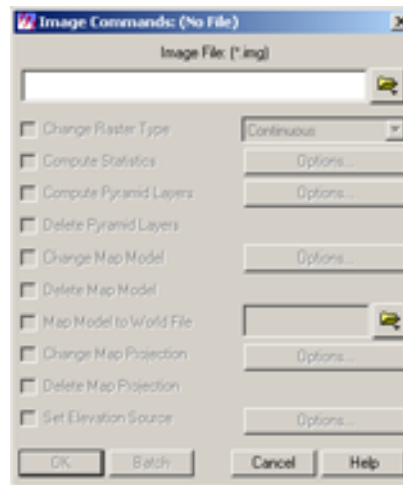 Image Commands: (No File)
Image File: (*.img)
Change Raster Type Continuous
Compute Statistics Options...
Compute Pyramid Layers Options...
Delete Pyramid Layers
Change Map Model Options...
Delete Map Model
Map Model to World File
Change Map Projection Options...
Delete Map Projection
Set Elevation Source Options...
OK Batch Cancel Help